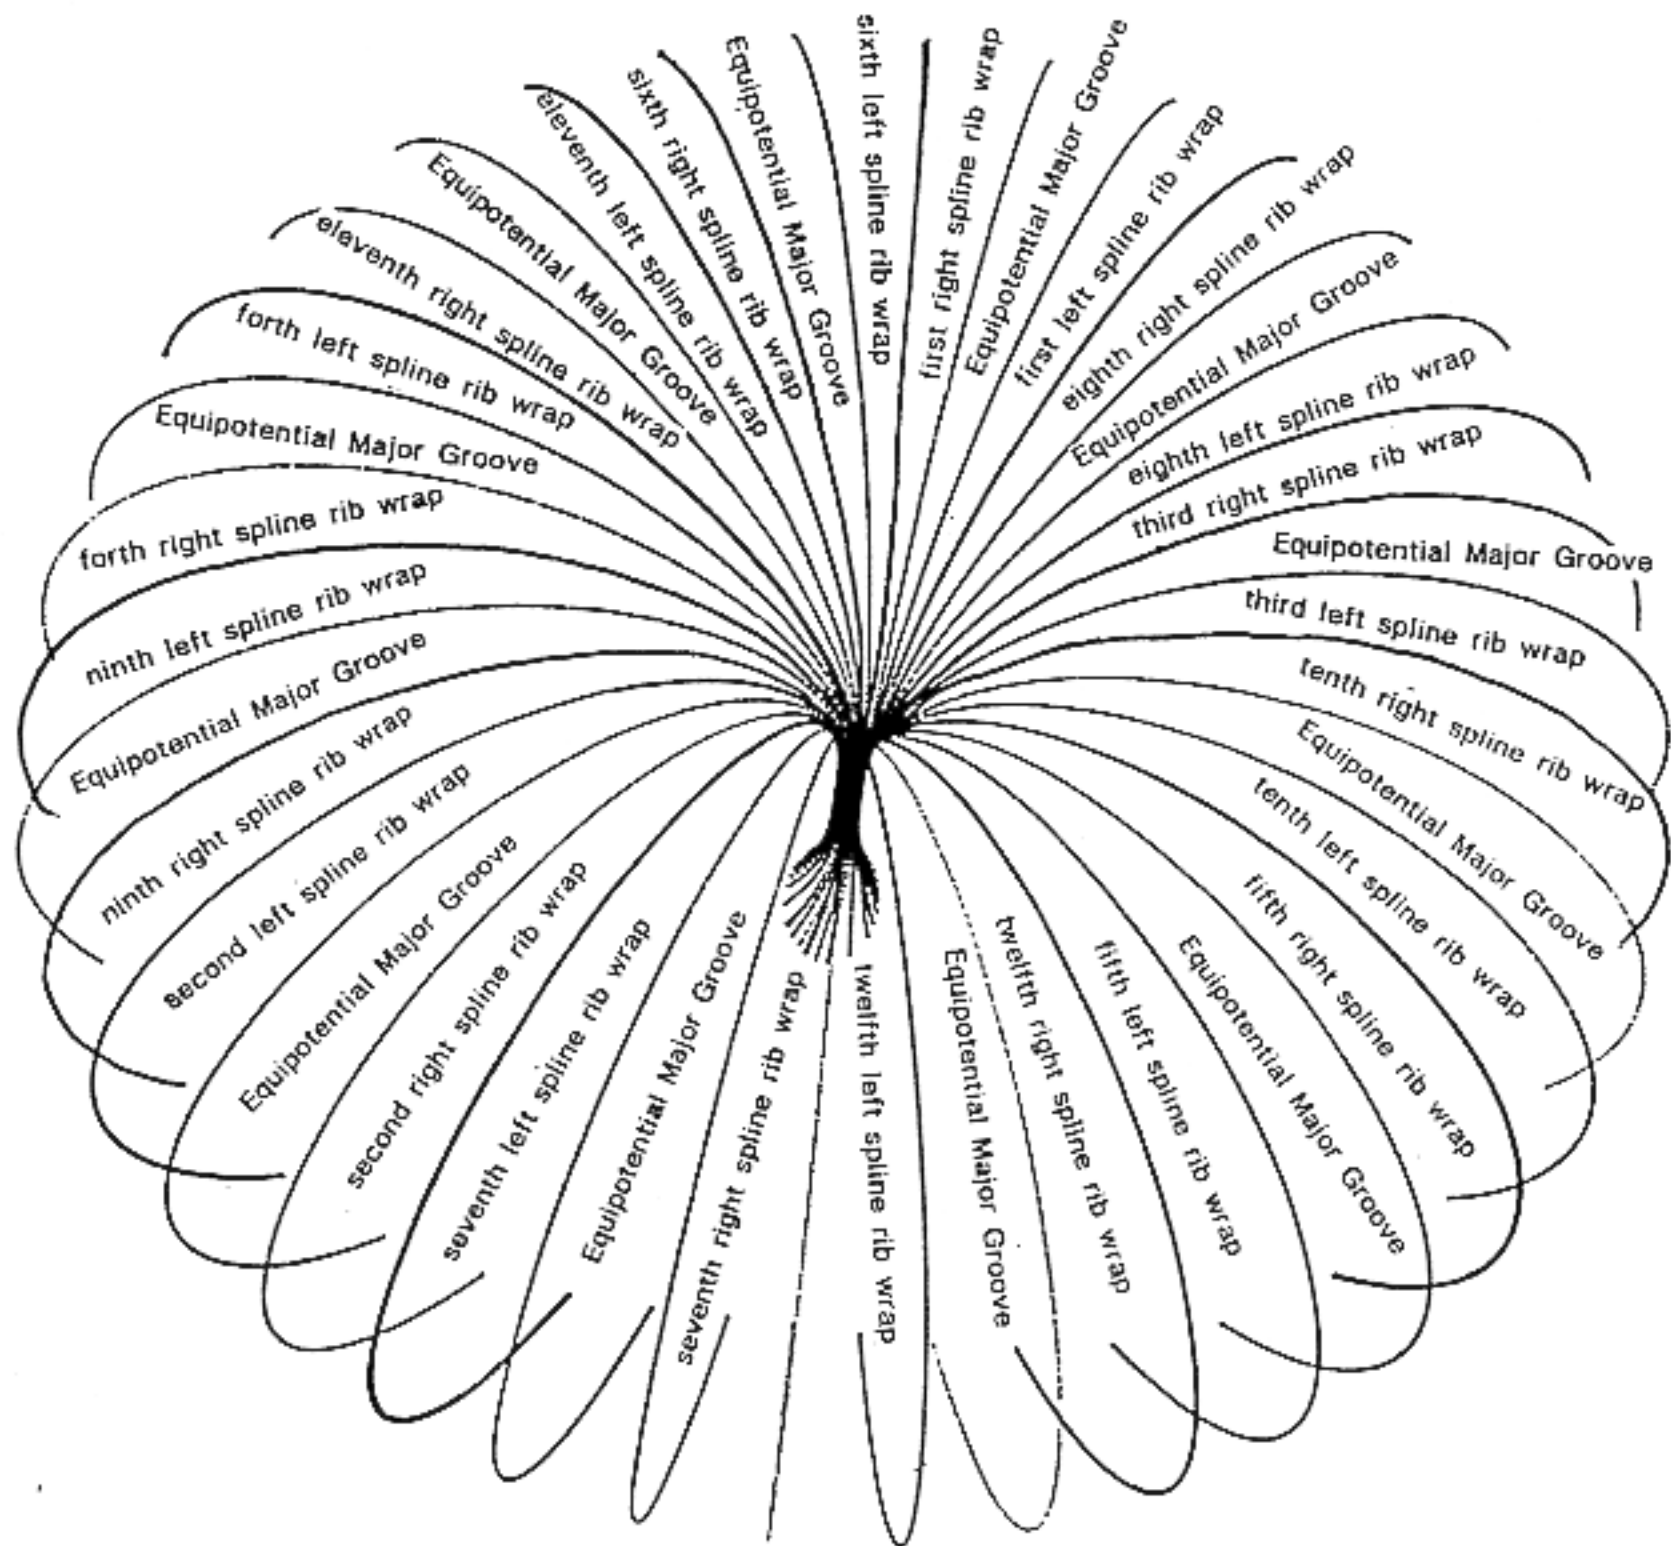 sixth left spline rib wrap
first right spline rib wrap
Equipotential Major Groove
first left spline rib wrap
eighth right spline rib wrap
Equipotential Major Groove
eighth left spline rib wrap
third right spline rib wrap
Equipotential Major Groove
third left spline rib wrap
tenth right spline rib wrap
Equipotential Major Groove
tenth left spline rib wrap
fifth right spline rib wrap
Equipotential Major Groove
fifth left spline rib wrap
twelfth right spline rib wrap
Equipotential Major Groove
twelfth left spline rib wrap
seventh right spline rib wrap
Equipotential Major Groove
seventh left spline rib wrap
second right spline rib wrap
Equipotential Major Groove
second left spline rib wrap
ninth right spline rib wrap
Equipotential Major Groove
ninth left spline rib wrap
forth right spline rib wrap
Equipotential Major Groove
forth left spline rib wrap
eleventh right spline rib wrap
Equipotential Major Groove
eleventh left spline rib wrap
sixth right spline rib wrap
Equipotential Major Groove